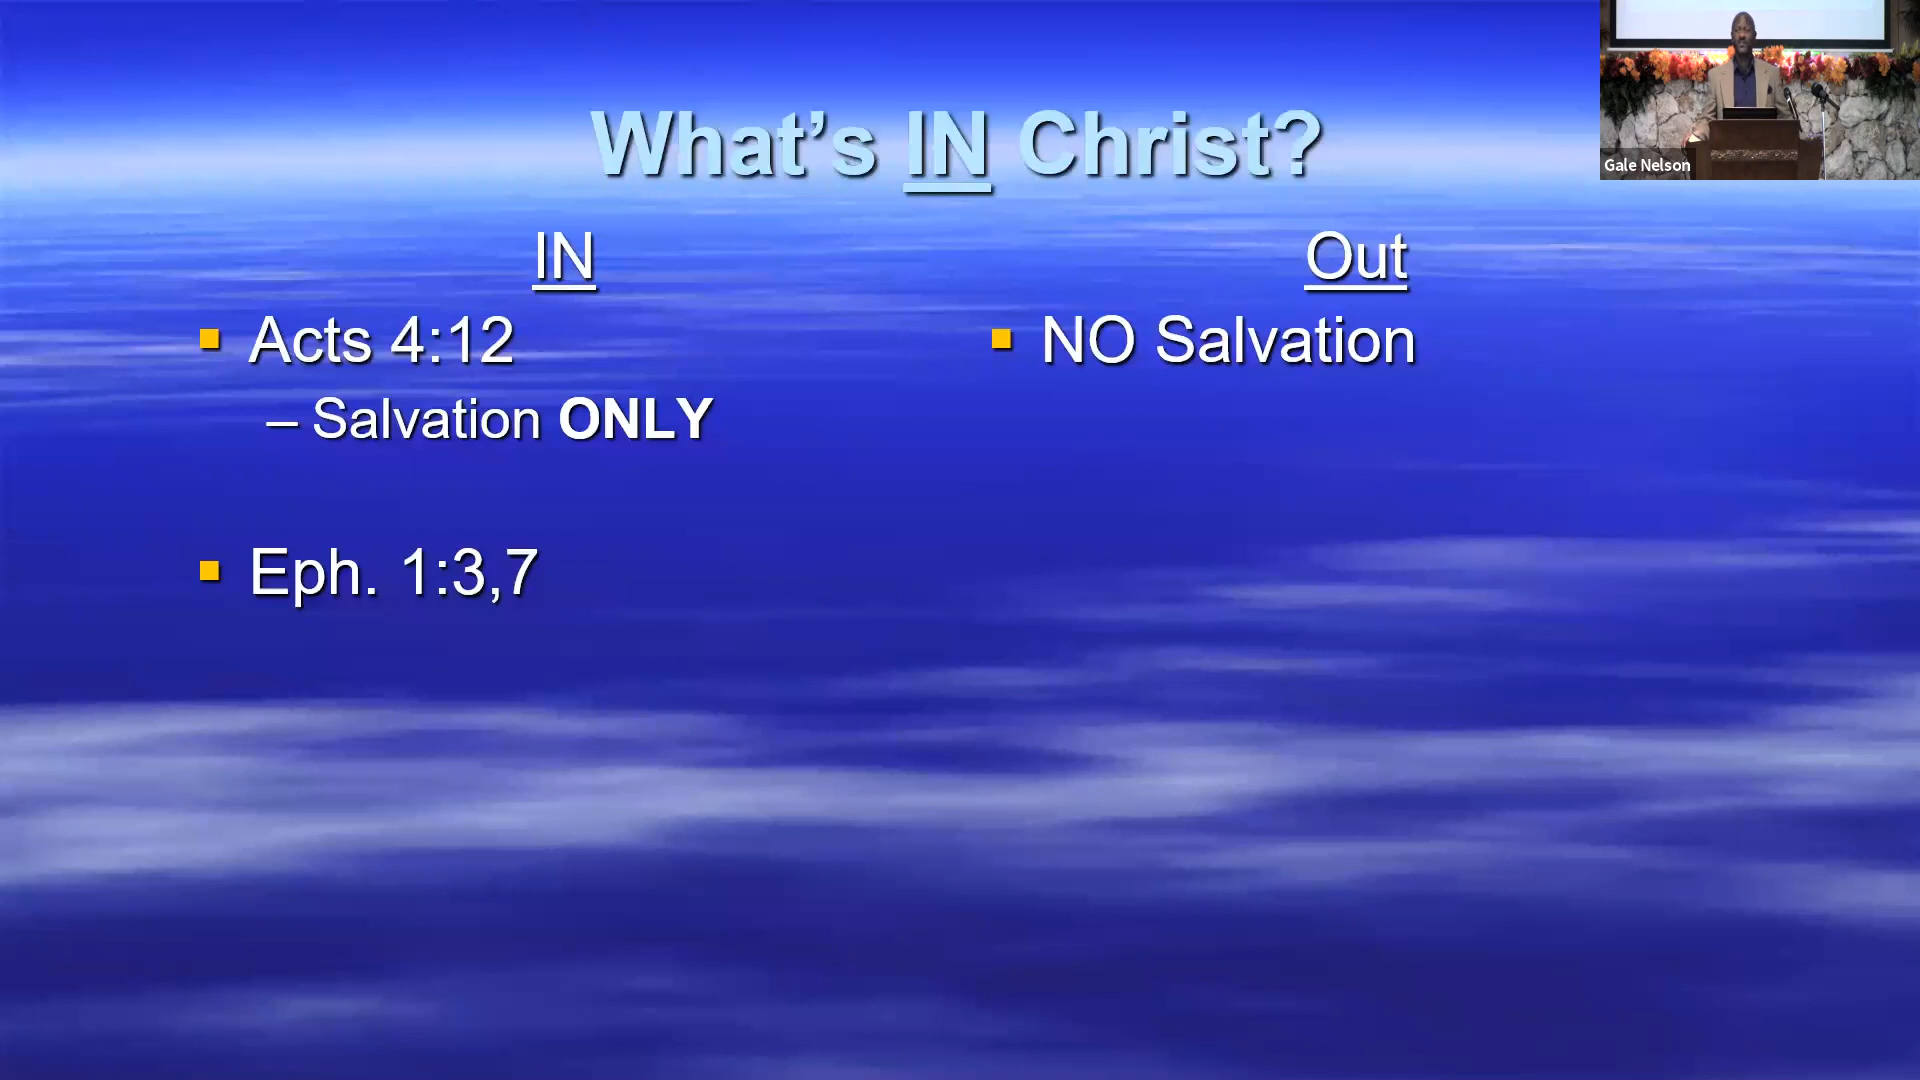 What's IN Christ?
IN
Acts 4:12
– Salvation ONLY
Eph. 1:3,7
Out
NO Salvation
Gale Nelson